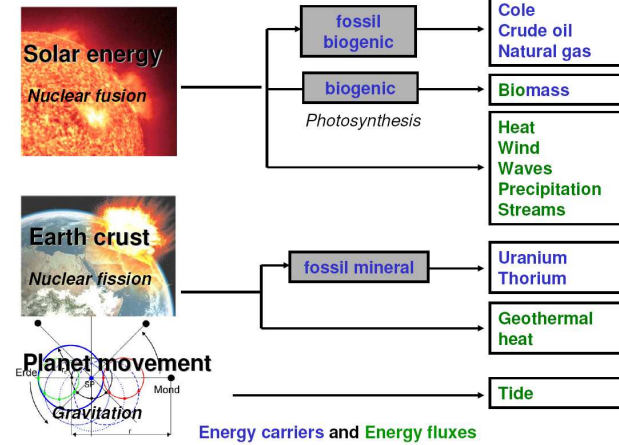 Solar energy
Nuclear fusion
fossil
biogenic
Cole
Crude oil
Natural gas
biogenic
Photosynthesis
Biomass
Heat
Wind
Waves
Precipitation
Streams
Earth crust
Nuclear fission
fossil mineral
Uranium
Thorium
Geothermal
heat
Planet movement
Erde
SP
Mond
Gravitation
r
Tide
Energy carriers and Energy fluxes